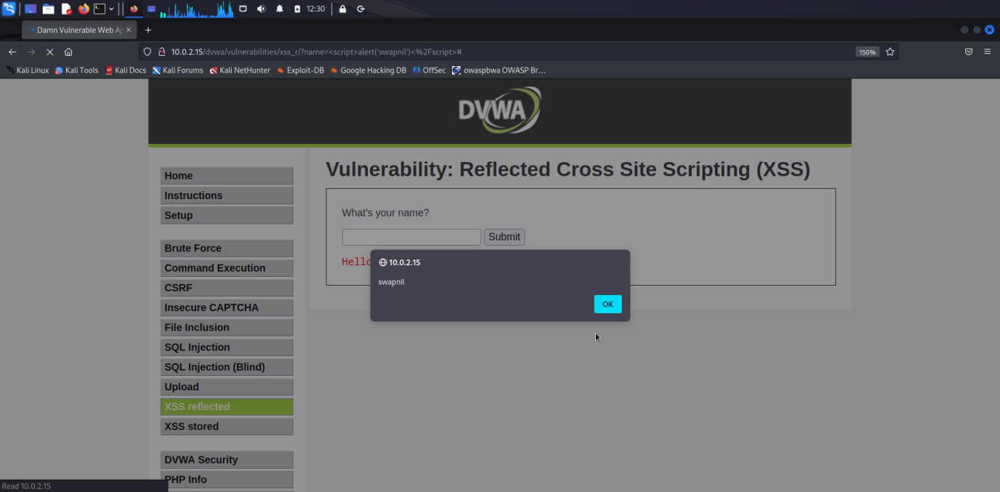 12:30
Damn Vulnerable Web Ap
10.0.2.15/dvwa/vulnerabilities/xss_r/?name=<script>alert('swapnil')<%2Fscript>#
150%
Kali Linux Kali Tools Kali Docs Kali Forums Kali NetHunter Exploit-DB Google Hacking DB OffSec owaspbwa OWASP Br…
DVWA
Home
Instructions
Setup
Brute Force
Command Execution
CSRF
Insecure CAPTCHA
File Inclusion
SQL Injection
SQL Injection (Blind)
Upload
XSS reflected
XSS stored
DVWA Security
PHP Info
Vulnerability: Reflected Cross Site Scripting (XSS)
What's your name?
Submit
Hello
10.0.2.15
swapnil
OK
Read 10.0.2.15